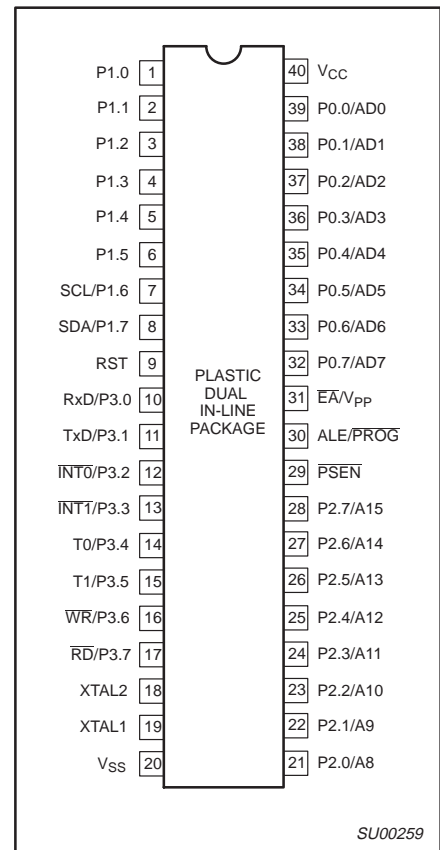 P1.0 1 40 VCC
P1.1 2 39 P0.0/AD0
P1.2 3 38 P0.1/AD1
P1.3 4 37 P0.2/AD2
P1.4 5 36 P0.3/AD3
P1.5 6 35 P0.4/AD4
SCL/P1.6 7 34 P0.5/AD5
SDA/P1.7 8 33 P0.6/AD6
RST 9 32 P0.7/AD7
PLASTIC
DUAL
IN-LINE
PACKAGE
RxD/P3.0 10 31 E̅A̅/VPP
TxD/P3.1 11 30 ALE/P̅R̅O̅G̅
I̅N̅T̅0̅/P3.2 12 29 P̅S̅E̅N̅
I̅N̅T̅1̅/P3.3 13 28 P2.7/A15
T0/P3.4 14 27 P2.6/A14
T1/P3.5 15 26 P2.5/A13
W̅R̅/P3.6 16 25 P2.4/A12
R̅D̅/P3.7 17 24 P2.3/A11
XTAL2 18 23 P2.2/A10
XTAL1 19 22 P2.1/A9
VSS 20 21 P2.0/A8
SU00259